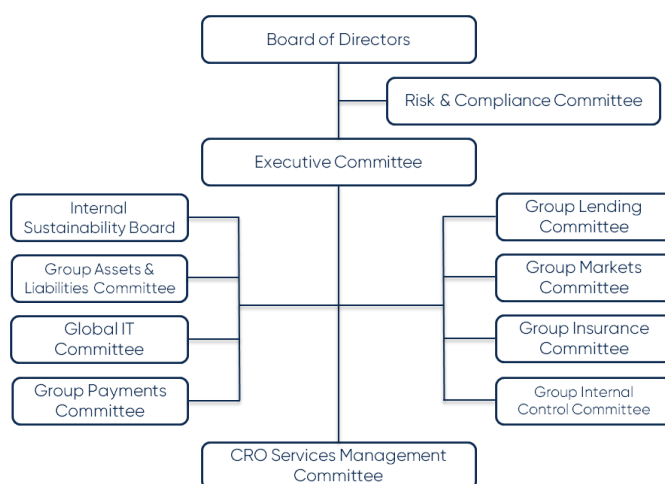 Board of Directors
Risk & Compliance Committee
Executive Committee
Internal
Sustainability Board
Group Assets &
Liabilities Committee
Global IT
Committee
Group Payments
Committee
Group Lending
Committee
Group Markets
Committee
Group Insurance
Committee
Group Internal
Control Committee
CRO Services Management
Committee